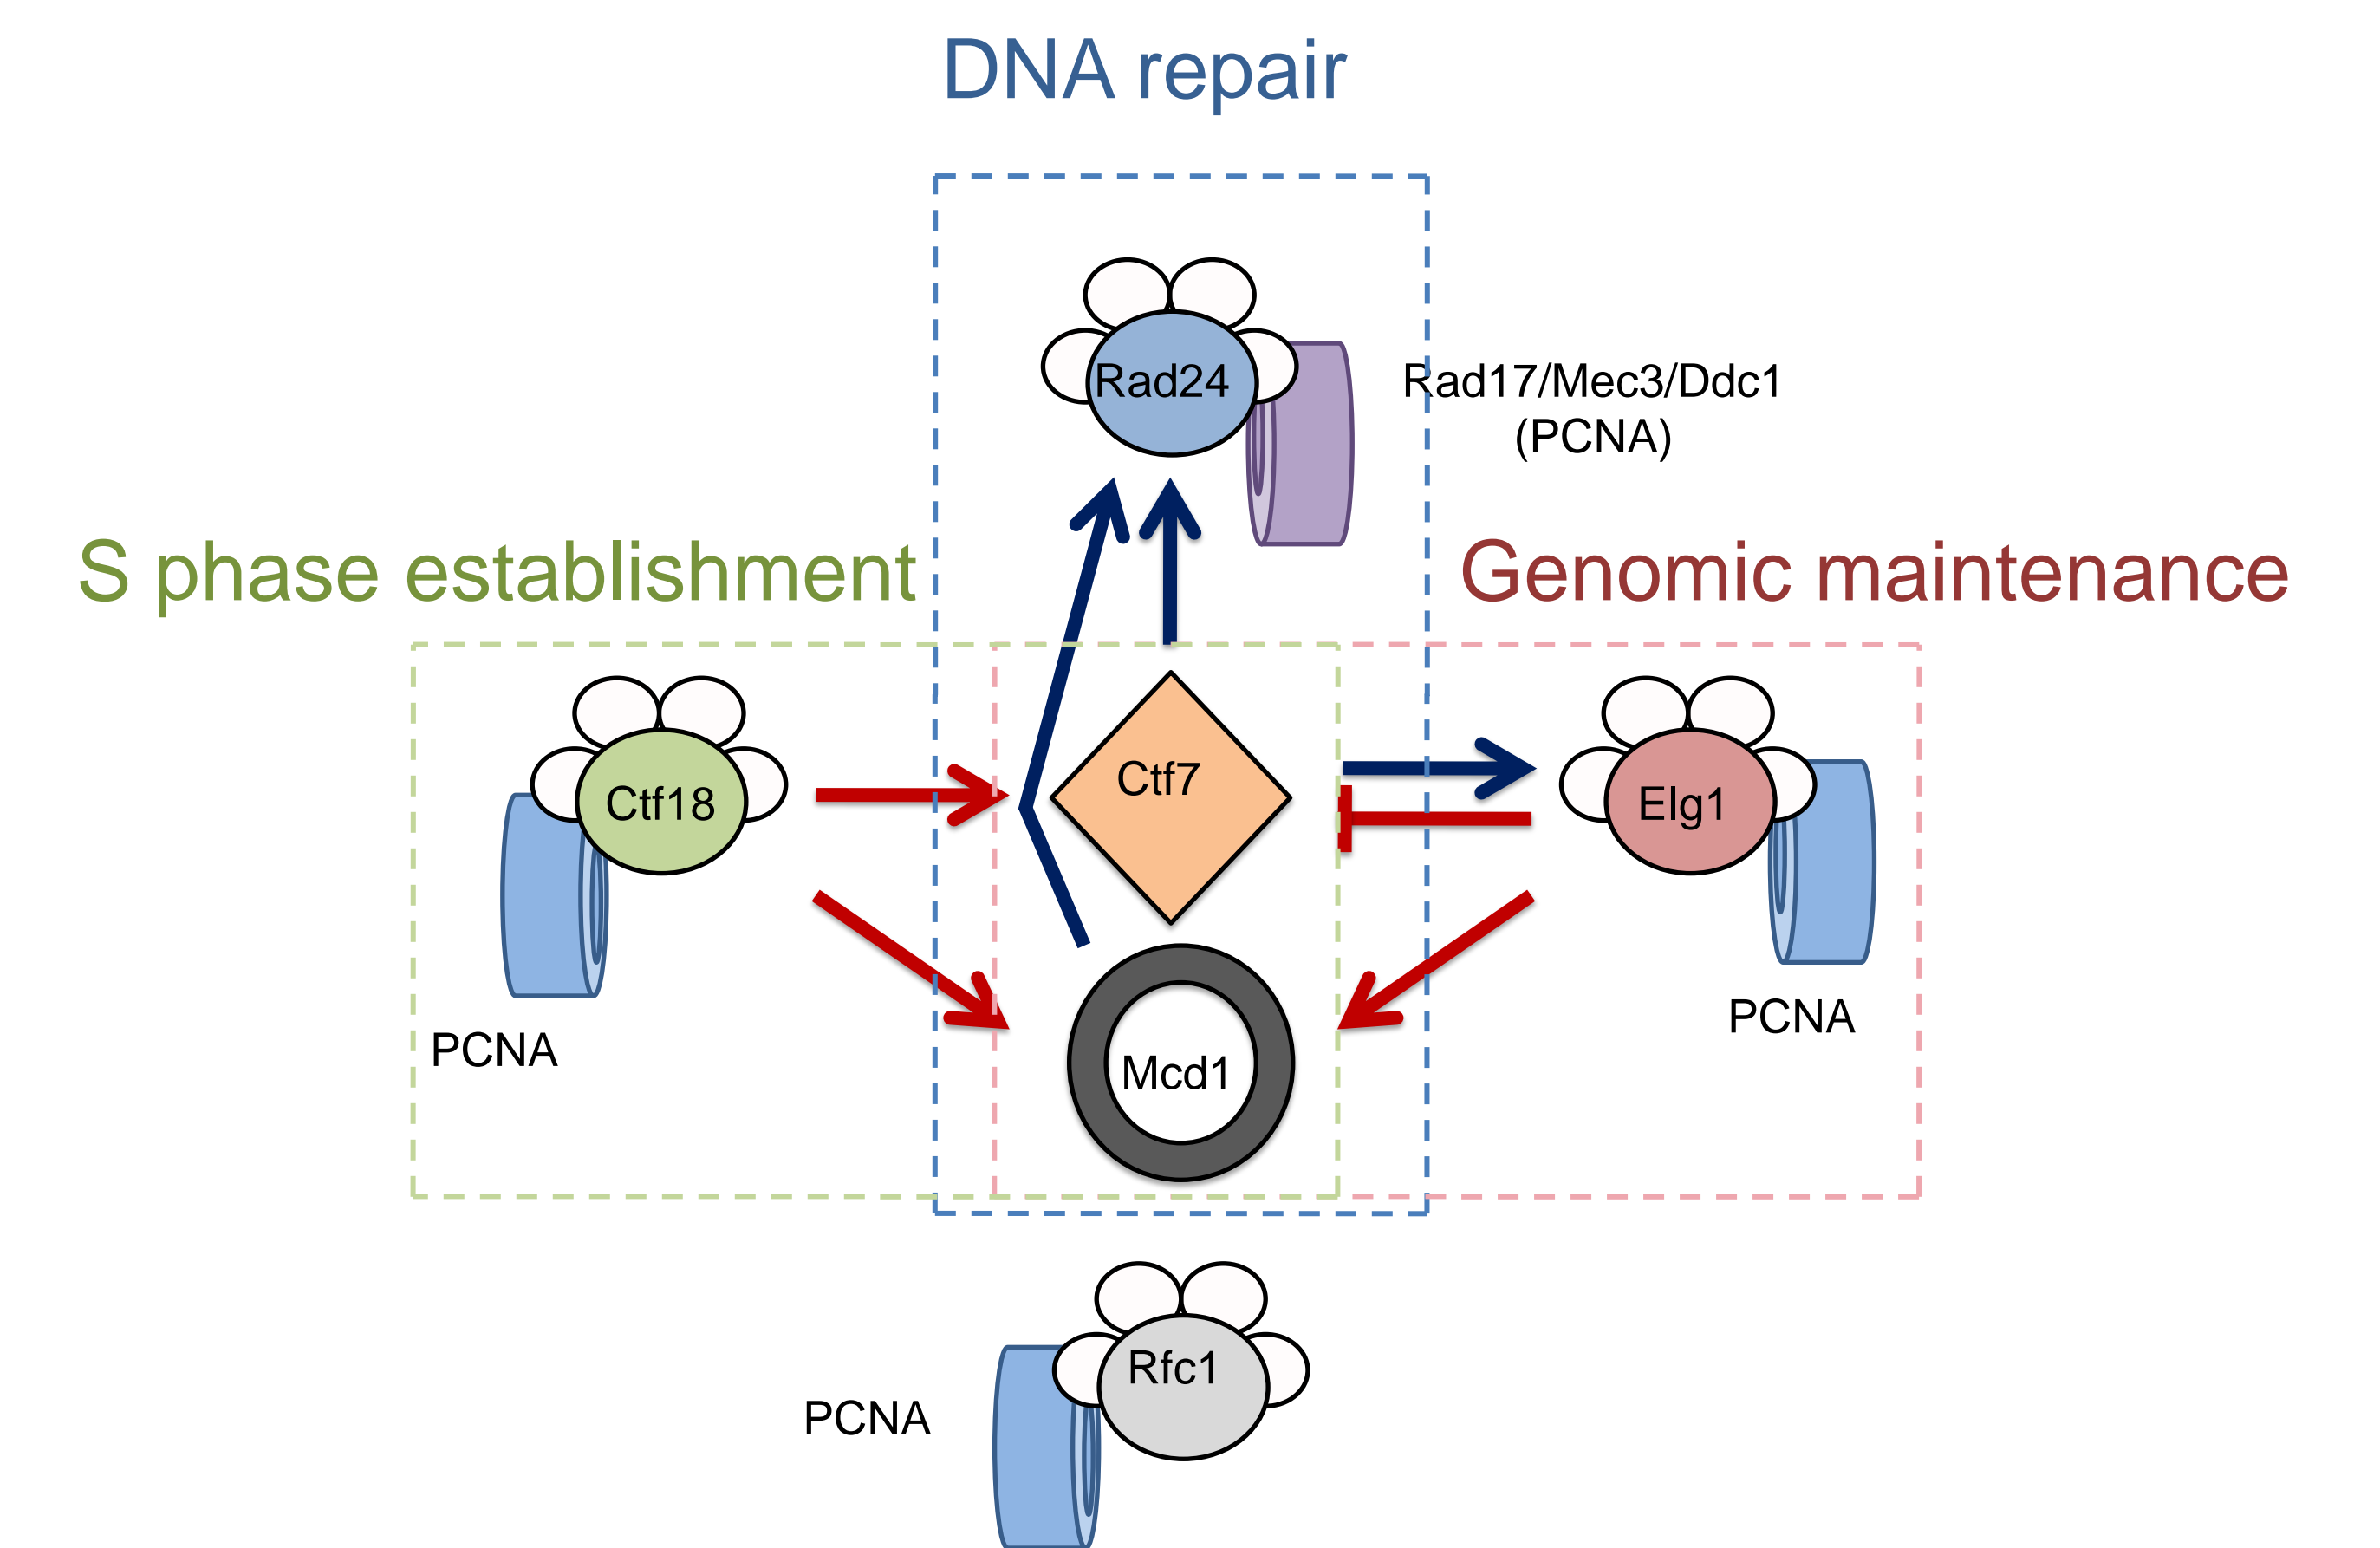 DNA repair
Rad24
Rad17/Mec3/Ddc1
(PCNA)
S phase establishment
Genomic maintenance
Ctf18
Ctf7
Elg1
PCNA
PCNA
Mcd1
Rfc1
PCNA